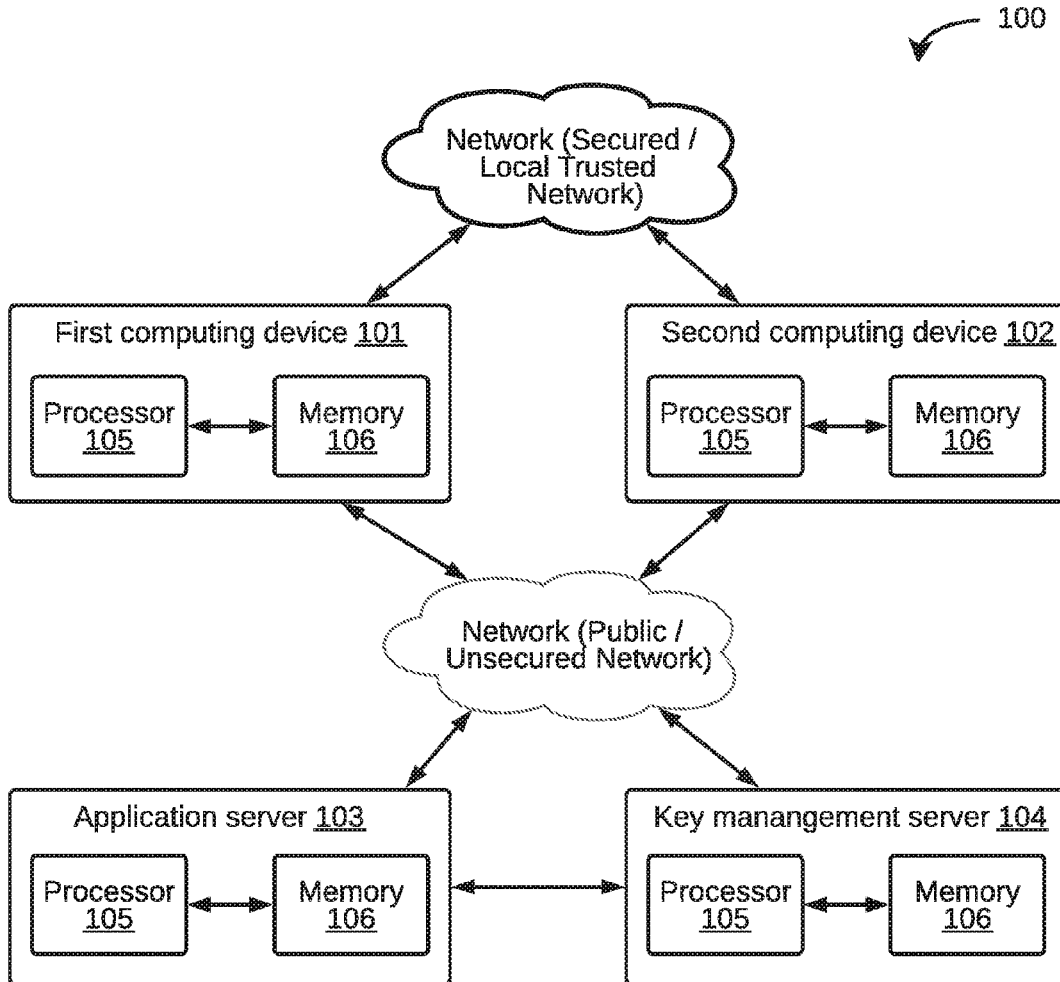 100
Network (Secured /
Local Trusted
Network)
First computing device 101
Processor
105
Memory
106
Second computing device 102
Processor
105
Memory
106
Network (Public /
Unsecured Network)
Application server 103
Processor
105
Memory
106
Key manangement server 104
Processor
105
Memory
106